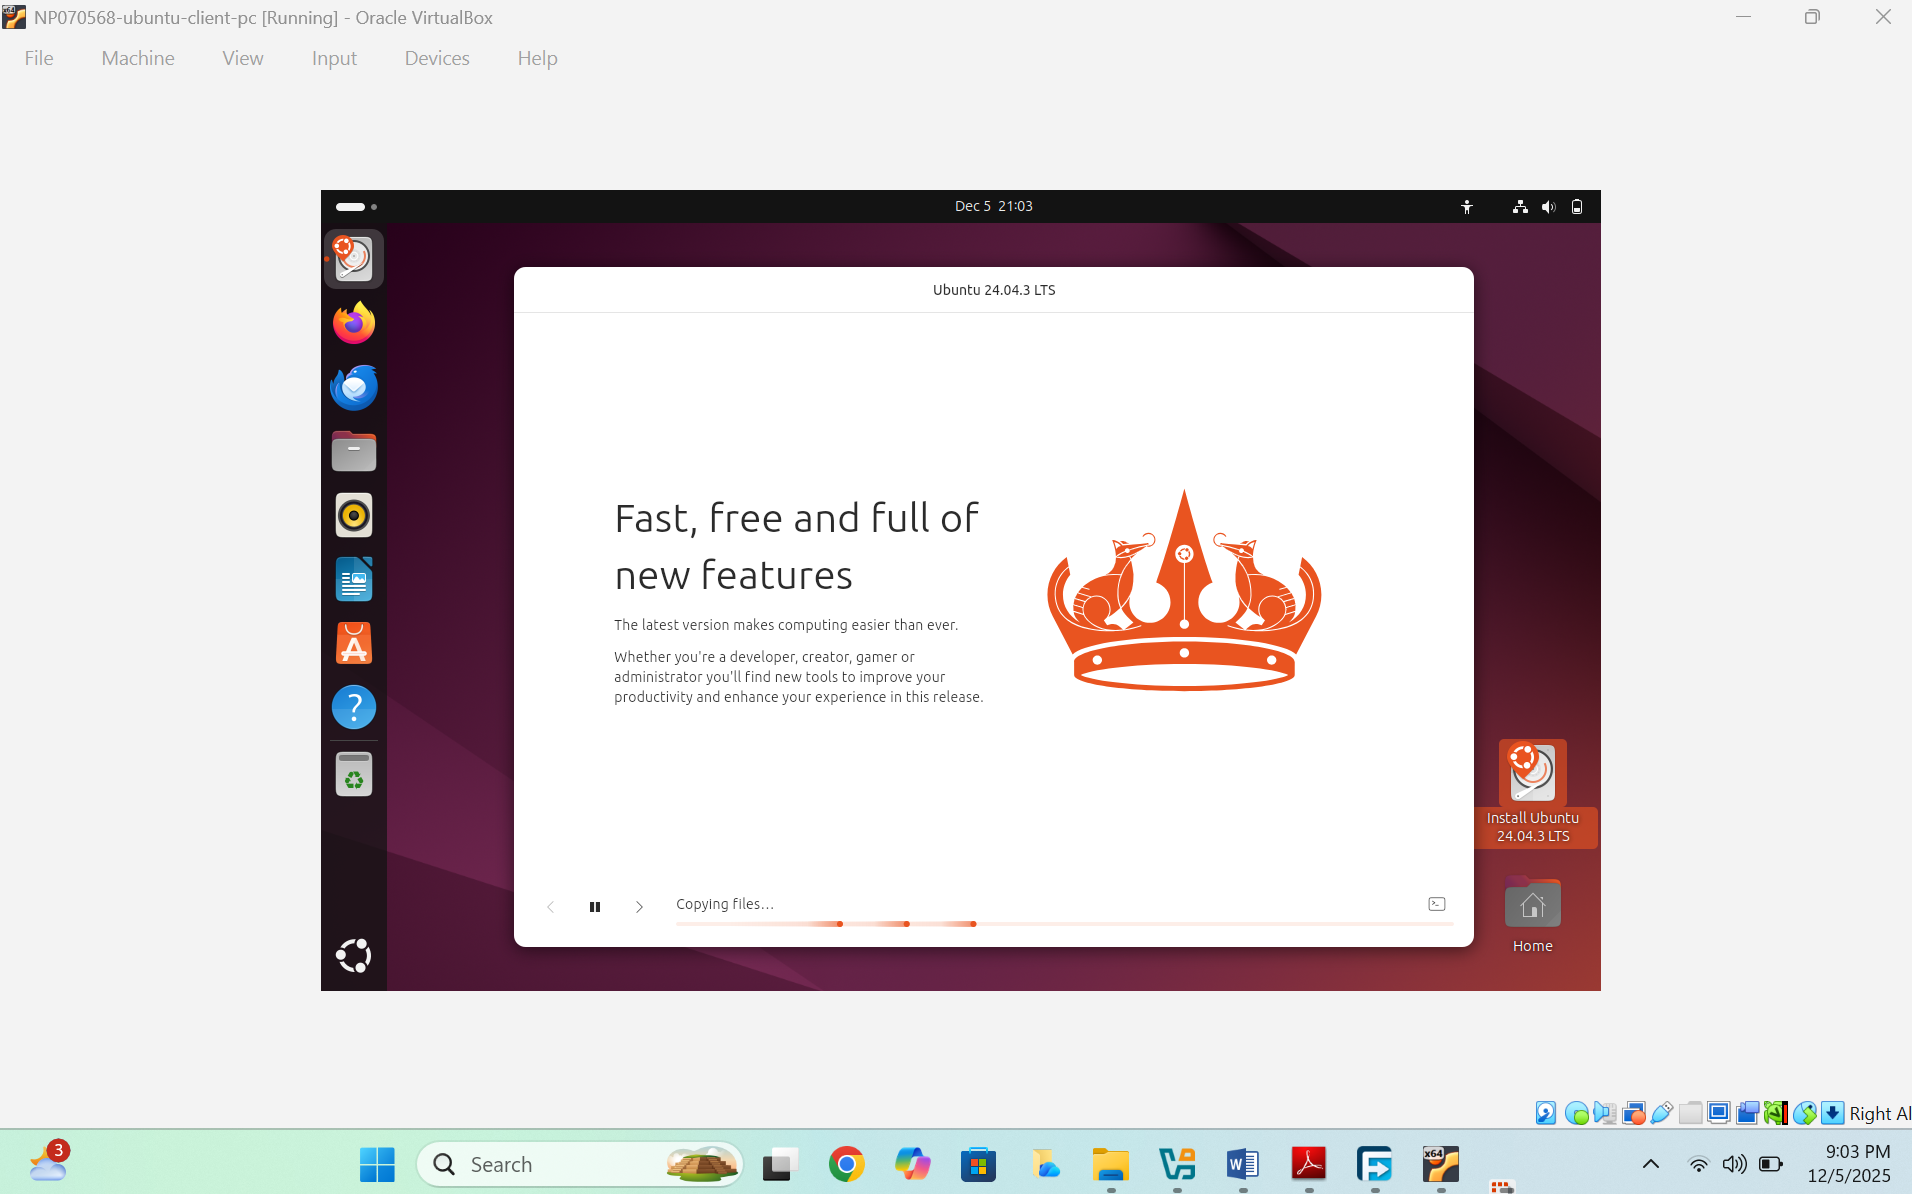 NP070568-ubuntu-client-pc [Running] - Oracle VirtualBox
File Machine View Input Devices Help
Dec 5 21:03
Ubuntu 24.04.3 LTS
Fast, free and full of
new features
The latest version makes computing easier than ever.
Whether you're a developer, creator, gamer or
administrator you'll find new tools to improve your
productivity and enhance your experience in this release.
Install Ubuntu
24.04.3 LTS
Copying files...
Home
Right Al
3
Search
x64
9:03 PM
12/5/2025